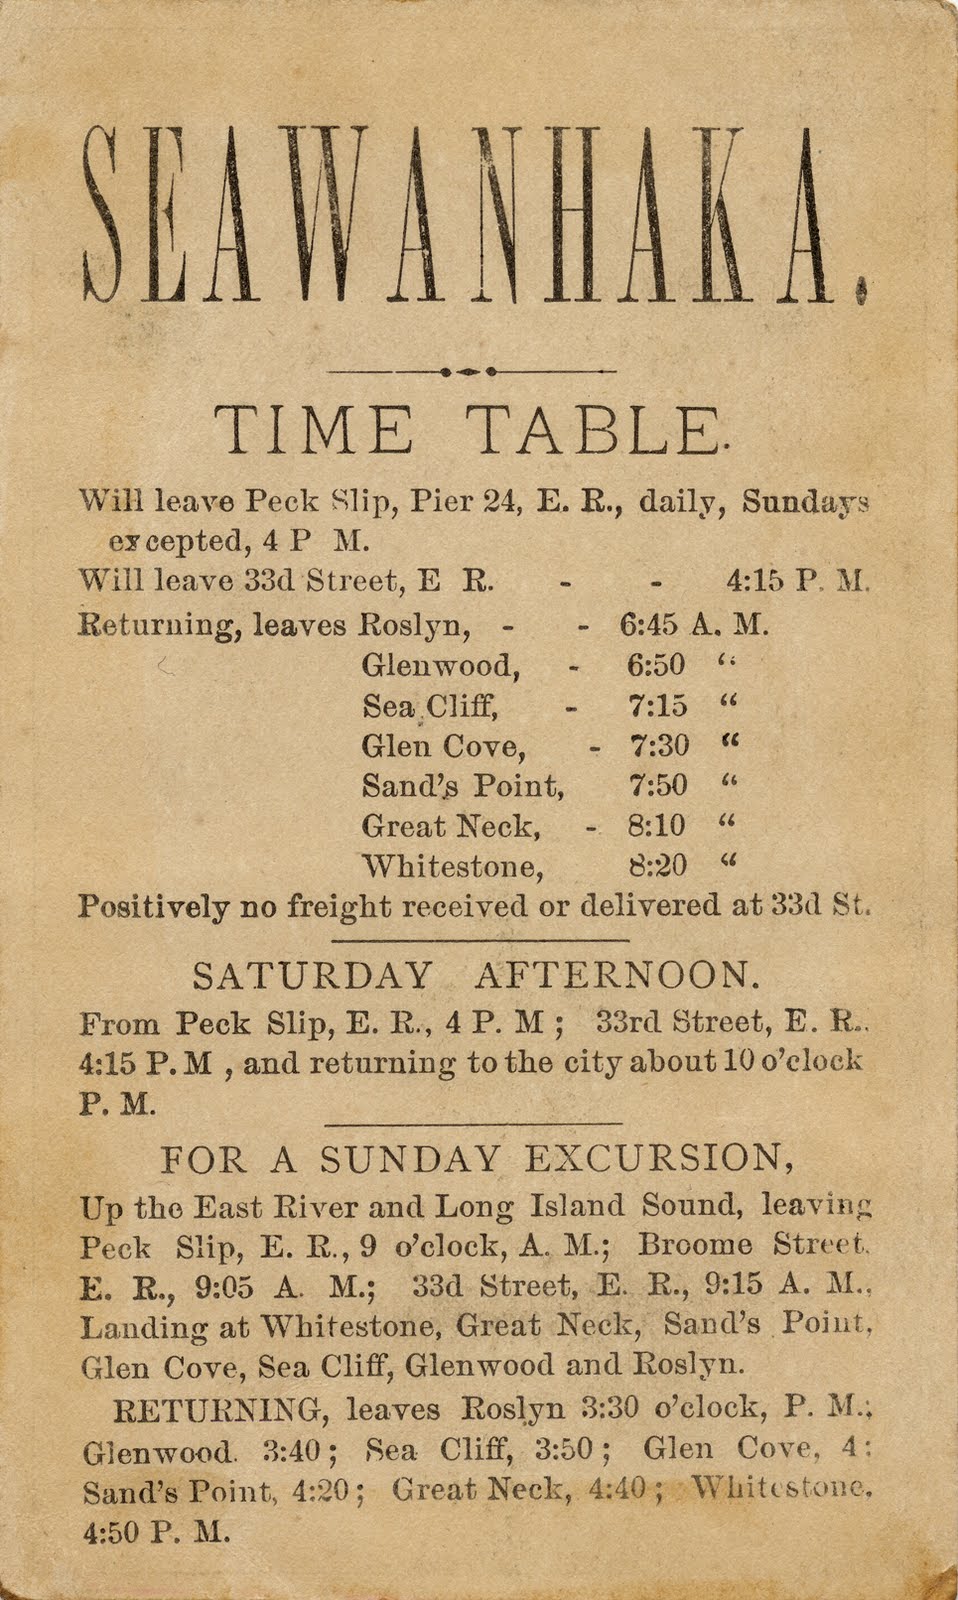 SEAWANHAKA.
TIME TABLE.
Will leave Peck Slip, Pier 24, E. R., daily, Sundays
excepted, 4 P M.
Will leave 33d Street, E R. - - 4:15 P. M.
Returning, leaves Roslyn, - - 6:45 A. M.
Glenwood, - 6:50 “
Sea Cliff, - 7:15 “
Glen Cove, - 7:30 “
Sand's Point, 7:50 “
Great Neck, - 8:10 “
Whitestone, 8:20 “
Positively no freight received or delivered at 33d St.
SATURDAY AFTERNOON.
From Peck Slip, E. R., 4 P. M ; 33rd Street, E. R..
4:15 P. M , and returning to the city about 10 o'clock
P. M.
FOR A SUNDAY EXCURSION,
Up the East River and Long Island Sound, leaving
Peck Slip, E. R., 9 o'clock, A. M.; Broome Street.
E. R., 9:05 A. M.; 33d Street, E. R., 9:15 A. M.,
Landing at Whitestone, Great Neck, Sand's Point,
Glen Cove, Sea Cliff, Glenwood and Roslyn.
RETURNING, leaves Roslyn 3:30 o'clock, P. M.;
Glenwood. 3:40 ; Sea Cliff, 3:50 ; Glen Cove, 4 ;
Sand's Point, 4:20 ; Great Neck, 4:40 ; Whitestone,
4:50 P. M.